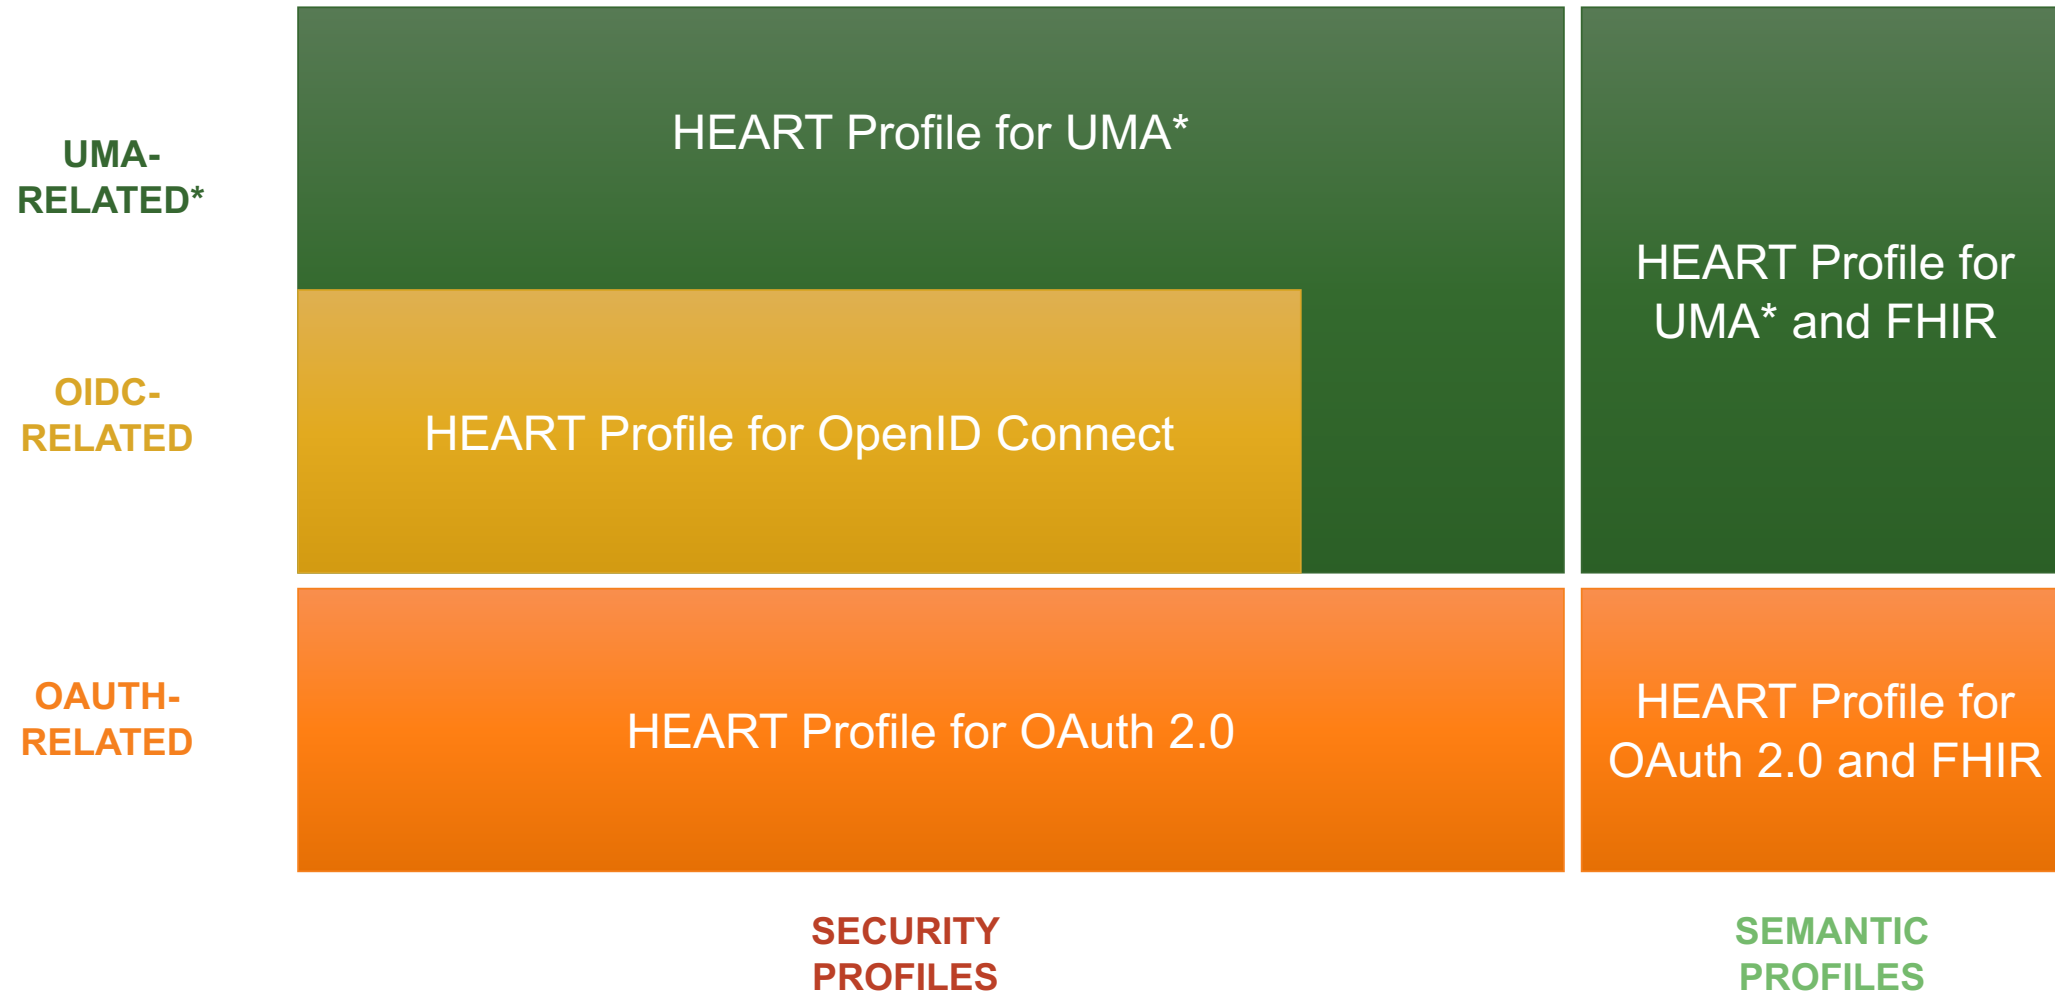 UMA-
RELATED*
HEART Profile for UMA*
HEART Profile for
UMA* and FHIR
OIDC-
RELATED
HEART Profile for OpenID Connect
OAUTH-
RELATED
HEART Profile for OAuth 2.0
HEART Profile for
OAuth 2.0 and FHIR
SECURITY
PROFILES
SEMANTIC
PROFILES